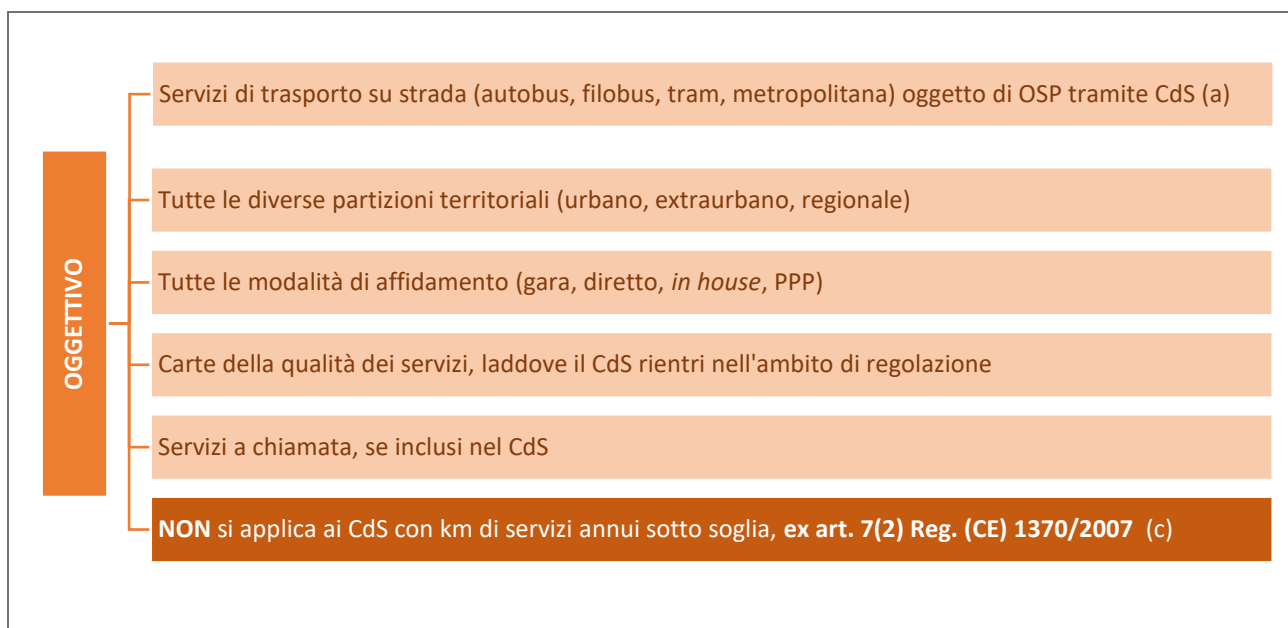 OGGETTIVO
Servizi di trasporto su strada (autobus, filobus, tram, metropolitana) oggetto di OSP tramite CdS (a)
Tutte le diverse partizioni territoriali (urbano, extraurbano, regionale)
Tutte le modalità di affidamento (gara, diretto, in house, PPP)
Carte della qualità dei servizi, laddove il CdS rientri nell'ambito di regolazione
Servizi a chiamata, se inclusi nel CdS
NON si applica ai CdS con km di servizi annui sotto soglia, ex art. 7(2) Reg. (CE) 1370/2007 (c)